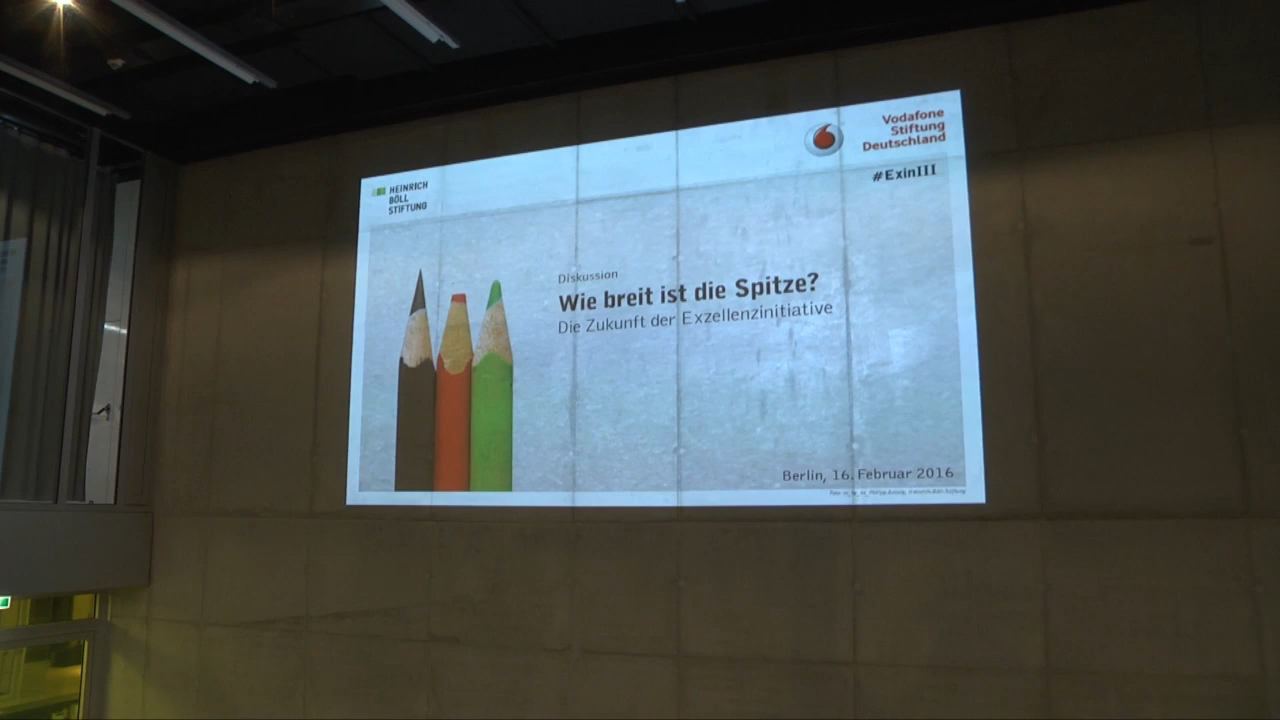 HEINRICH
BÖLL
STIFTUNG
Vodafone
Stiftung
Deutschland
#ExinIII
Diskussion
Wie breit ist die Spitze?
Die Zukunft der Exzellenzinitiative
Berlin, 16. Februar 2016